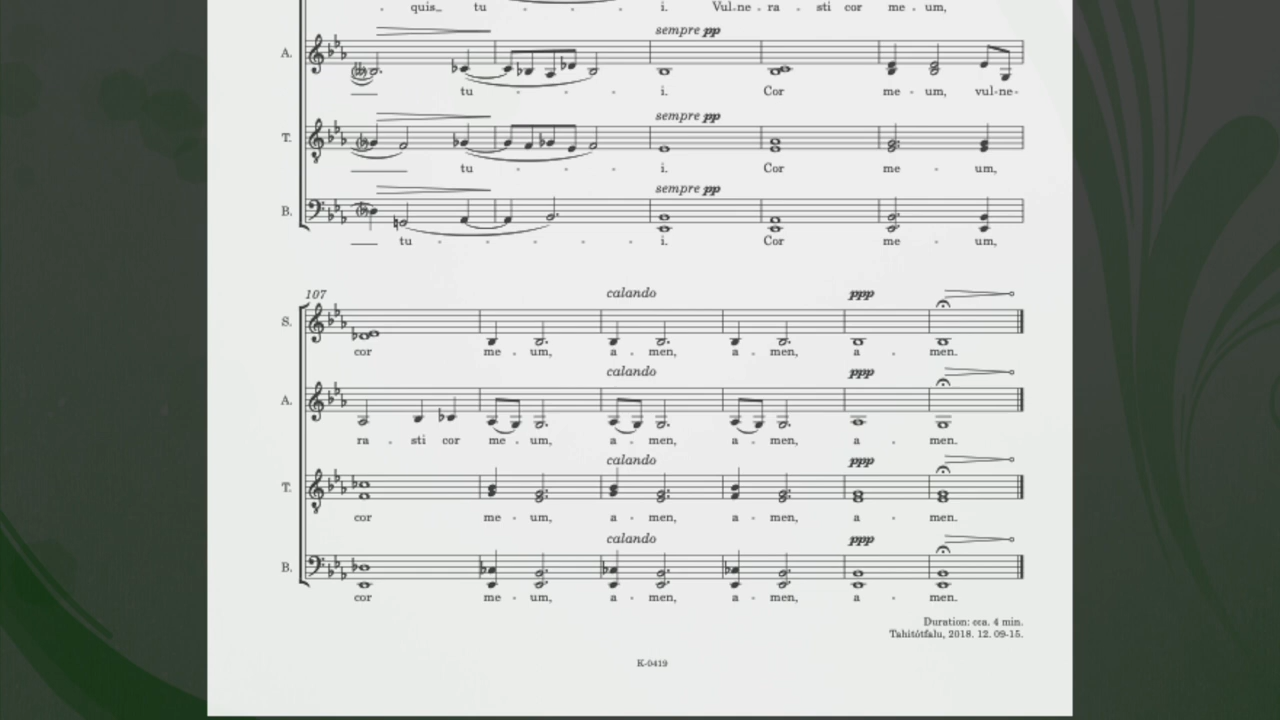 . quis_ tu . . . i. Vul-ne - ra - sti cor me - um,
sempre pp
A.
tu - - - i. Cor me - um, vul-ne-
sempre pp
T.
tu - - - i. Cor me - um,
sempre pp
B.
tu - - - - i. Cor me - um,
107
calando ppp
S.
cor me - um, a - men, a - men, a - men.
calando ppp
A.
ra - sti cor me - um, a - men, a - men, a - men.
calando ppp
T.
cor me - um, a - men, a - men, a - men.
calando ppp
B.
cor me - um, a - men, a - men, a - men.
Duration: cca. 4 min.
Tahitótfalu, 2018. 12. 09-15.
K-0419